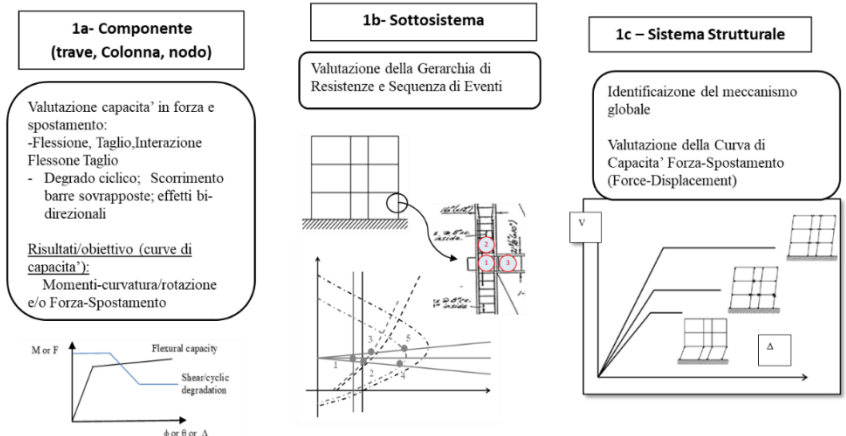 1a- Componente
(trave, Colonna, nodo)
Valutazione capacita' in forza e
spostamento:
-Flessione, Taglio,Interazione
Flessone Taglio
- Degrado ciclico; Scorrimento
barre sovrapposte; effetti bi-
direzionali
Risultati/obiettivo (curve di
capacita'):
Momenti-curvatura/rotazione
e/o Forza-Spostamento
M or F
Flexural capacity
Shear/cyclic
degradation
ϕ or θ or Δ
1b- Sottosistema
Valutazione della Gerarchia di
Resistenze e Sequenza di Eventi
2
1
3
3
5
1
2
4
1c – Sistema Strutturale
Identificaizone del meccanismo
globale
Valutazione della Curva di
Capacita' Forza-Spostamento
(Force-Displacement)
V
Δ